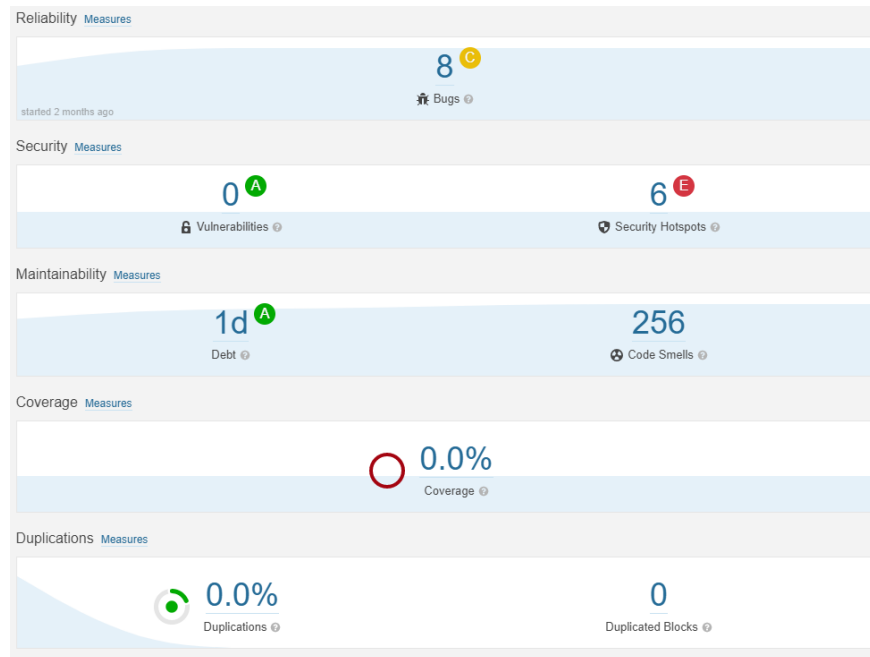 Reliability Measures
8 C
Bugs ?
started 2 months ago
Security Measures
0 A
6 E
Vulnerabilities ?
Security Hotspots ?
Maintainability Measures
1d A
256
Debt ?
Code Smells ?
Coverage Measures
0.0%
Coverage ?
Duplications Measures
0.0%
0
Duplications ?
Duplicated Blocks ?